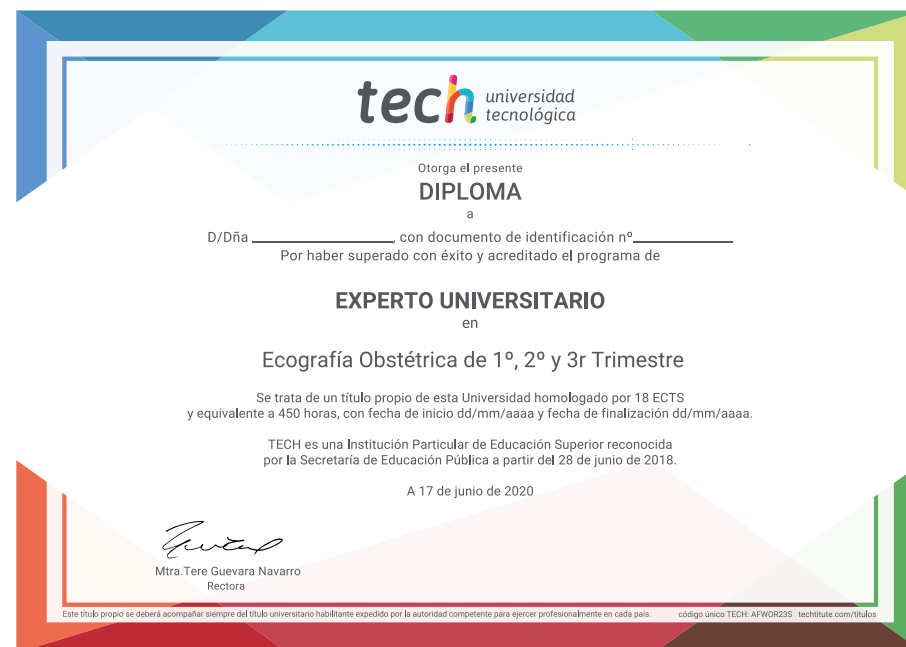 tech universidad
tecnológica
Otorga el presente
DIPLOMA
a
D/Dña ____________________, con documento de identificación nº______________
Por haber superado con éxito y acreditado el programa de
EXPERTO UNIVERSITARIO
en
Ecografía Obstétrica de 1º, 2º y 3r Trimestre
Se trata de un título propio de esta Universidad homologado por 18 ECTS
y equivalente a 450 horas, con fecha de inicio dd/mm/aaaa y fecha de finalización dd/mm/aaaa.
TECH es una Institución Particular de Educación Superior reconocida
por la Secretaría de Educación Pública a partir del 28 de junio de 2018.
A 17 de junio de 2020
Mtra.Tere Guevara Navarro
Rectora
Este título propio se deberá acompañar siempre del título universitario habilitante expedido por la autoridad competente para ejercer profesionalmente en cada país. código único TECH: AFWOR23S techtitute.com/titulos